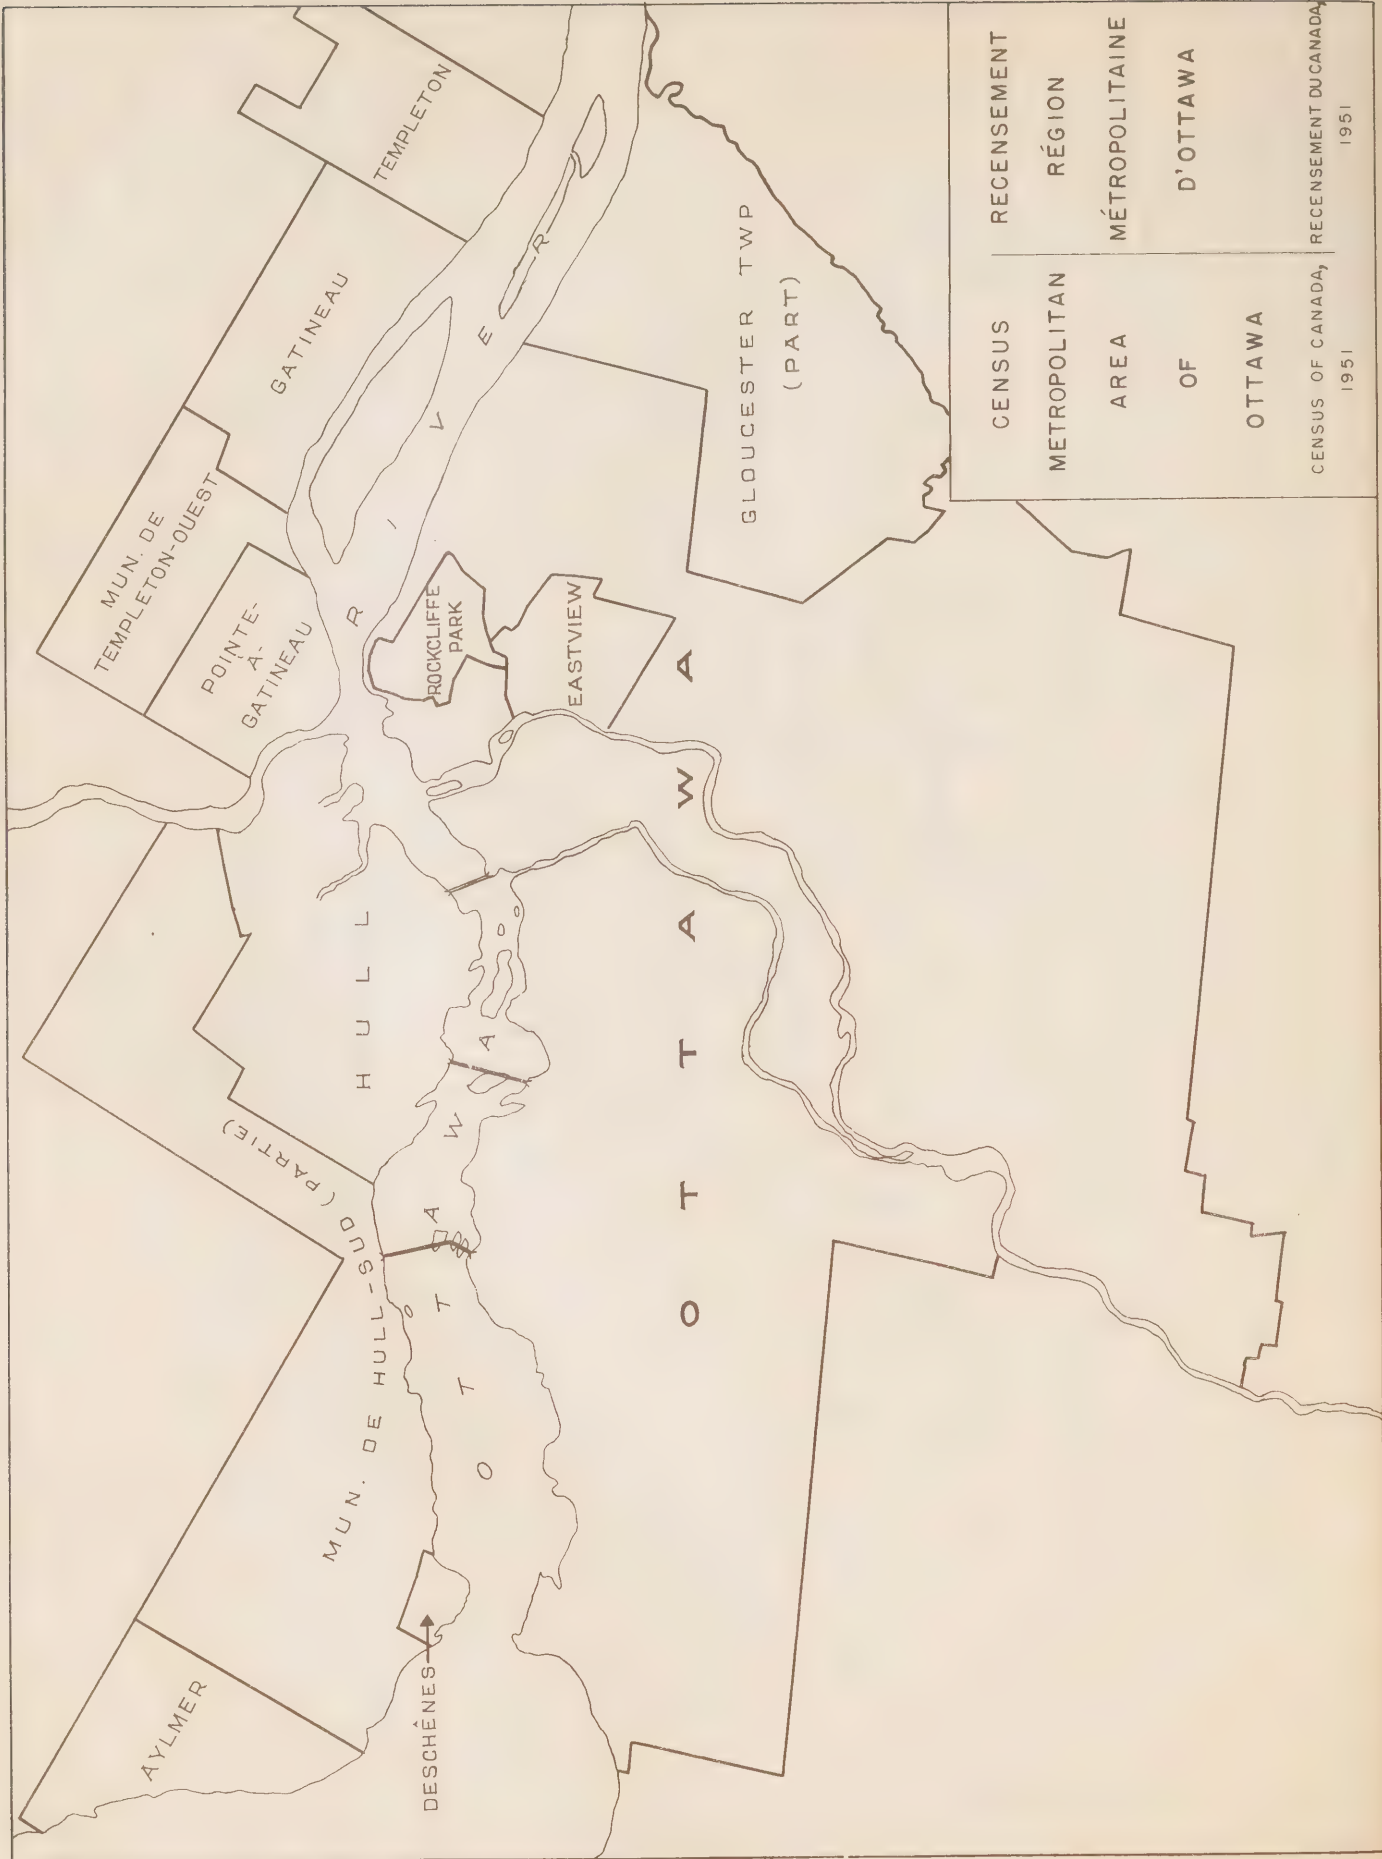 AYLMER
DESCHÊNES
MUN. DE HULL-SUD (PARTIE)
HULL
POINTE-
À-
GATINEAU
MUN. DE
TEMPLETON-OUEST
GATINEAU
TEMPLETON
OTTAWA RIVER
ROCKCLIFFE
PARK
EASTVIEW
OTTAWA
GLOUCESTER TWP
(PART)
CENSUS
METROPOLITAN
AREA
OF
OTTAWA
CENSUS OF CANADA,
1951
RECENSEMENT
RÉGION
MÉTROPOLITAINE
D'OTTAWA
RECENSEMENT DU CANADA,
1951